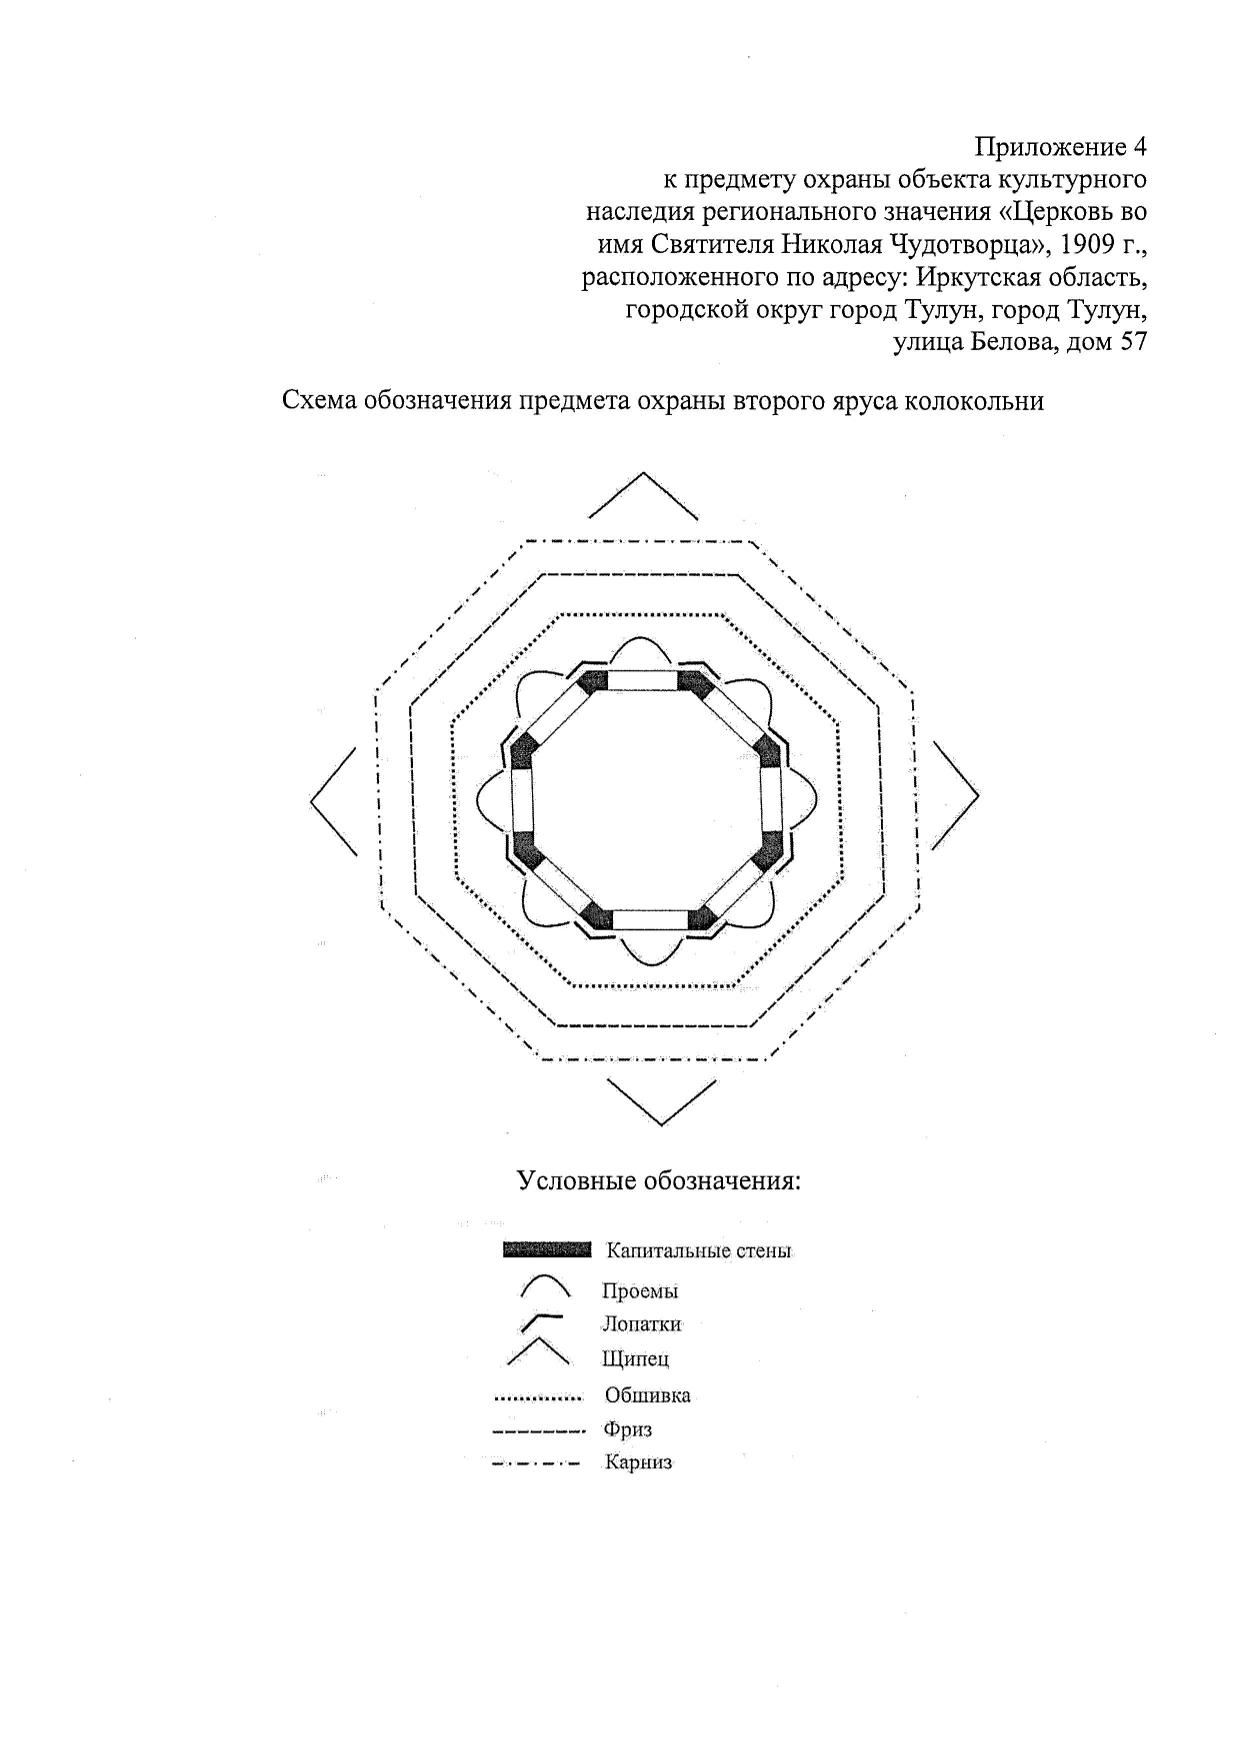 Приложение 4
к предмету охраны объекта культурного
наследия регионального значения «Церковь во
имя Святителя Николая Чудотворца», 1909 г.,
расположенного по адресу: Иркутская область,
городской округ город Тулун, город Тулун,
улица Белова, дом 57
Схема обозначения предмета охраны второго яруса колокольни
Условные обозначения:
Капитальные стены
Проемы
Лопатки
Щипец
Обшивка
Фриз
Карниз